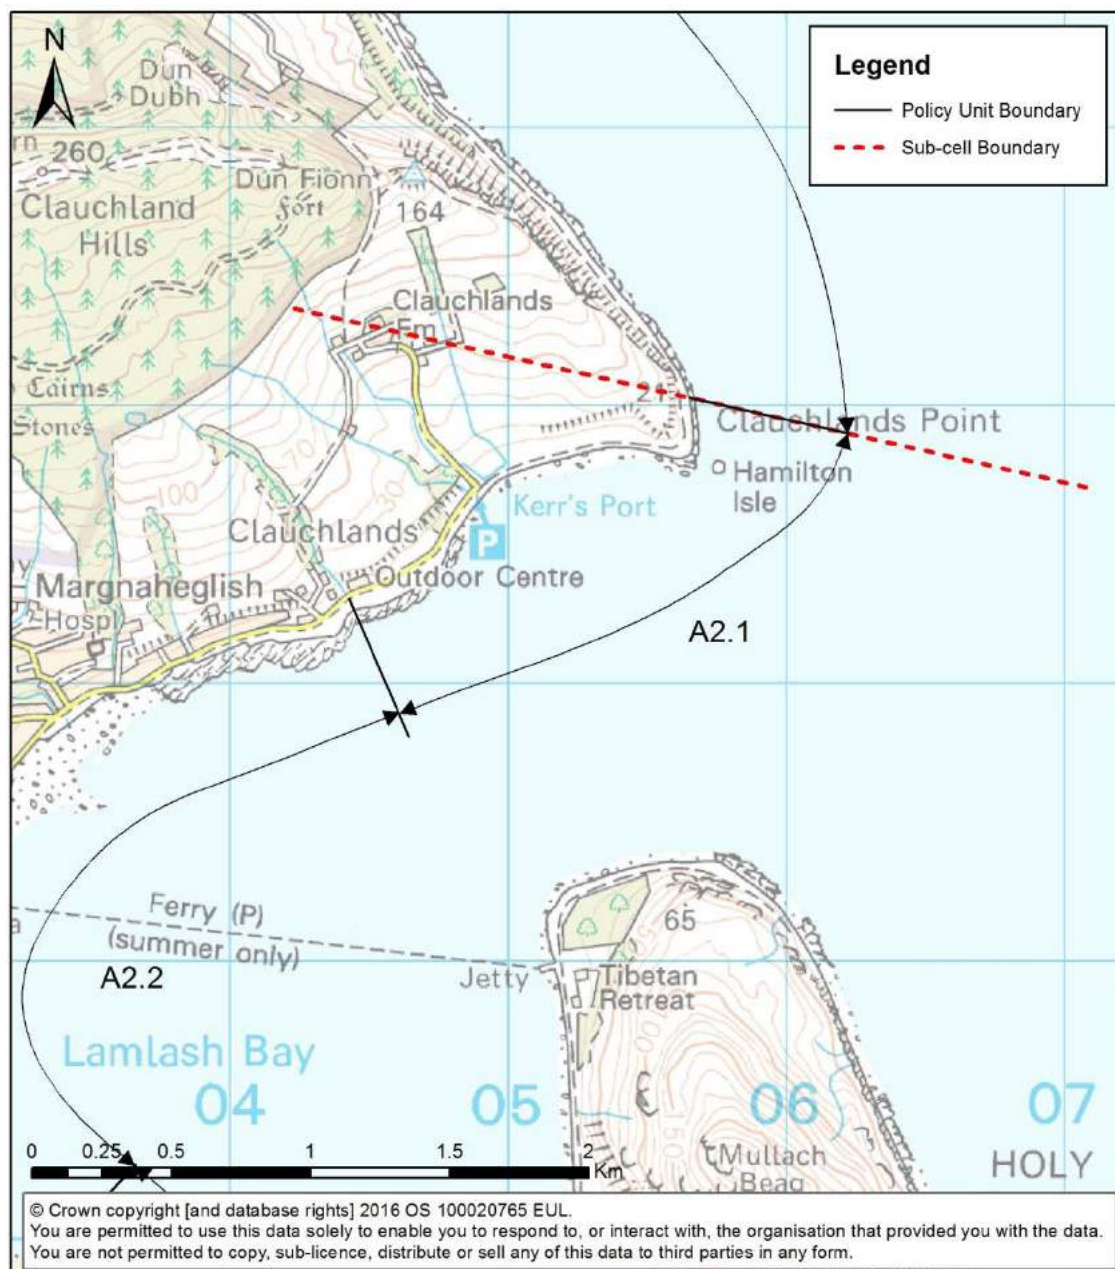 N
Dun
Dubh
Legend
Policy Unit Boundary
Sub-cell Boundary
rn
260
Dun Fionn
fort
Clauchland
Hills
164
Clauchlands
Fm
Cairns
Stones
Clauchlands Point
Hamilton
Isle
70
100
30
Kerr's Port
P
Clauchlands
Outdoor Centre
Margnaheglish
Hospl
A2.1
Ferry (P)
(summer only)
a
65
A2.2
Jetty
Tibetan
Retreat
Lamlash Bay
04
05
06
07
0
0.25
0.5
1
1.5
2
Km
Mullach
Beag
HOLY
© Crown copyright [and database rights] 2016 OS 100020765 EUL.
You are permitted to use this data solely to enable you to respond to, or interact with, the organisation that provided you with the data.
You are not permitted to copy, sub-licence, distribute or sell any of this data to third parties in any form.